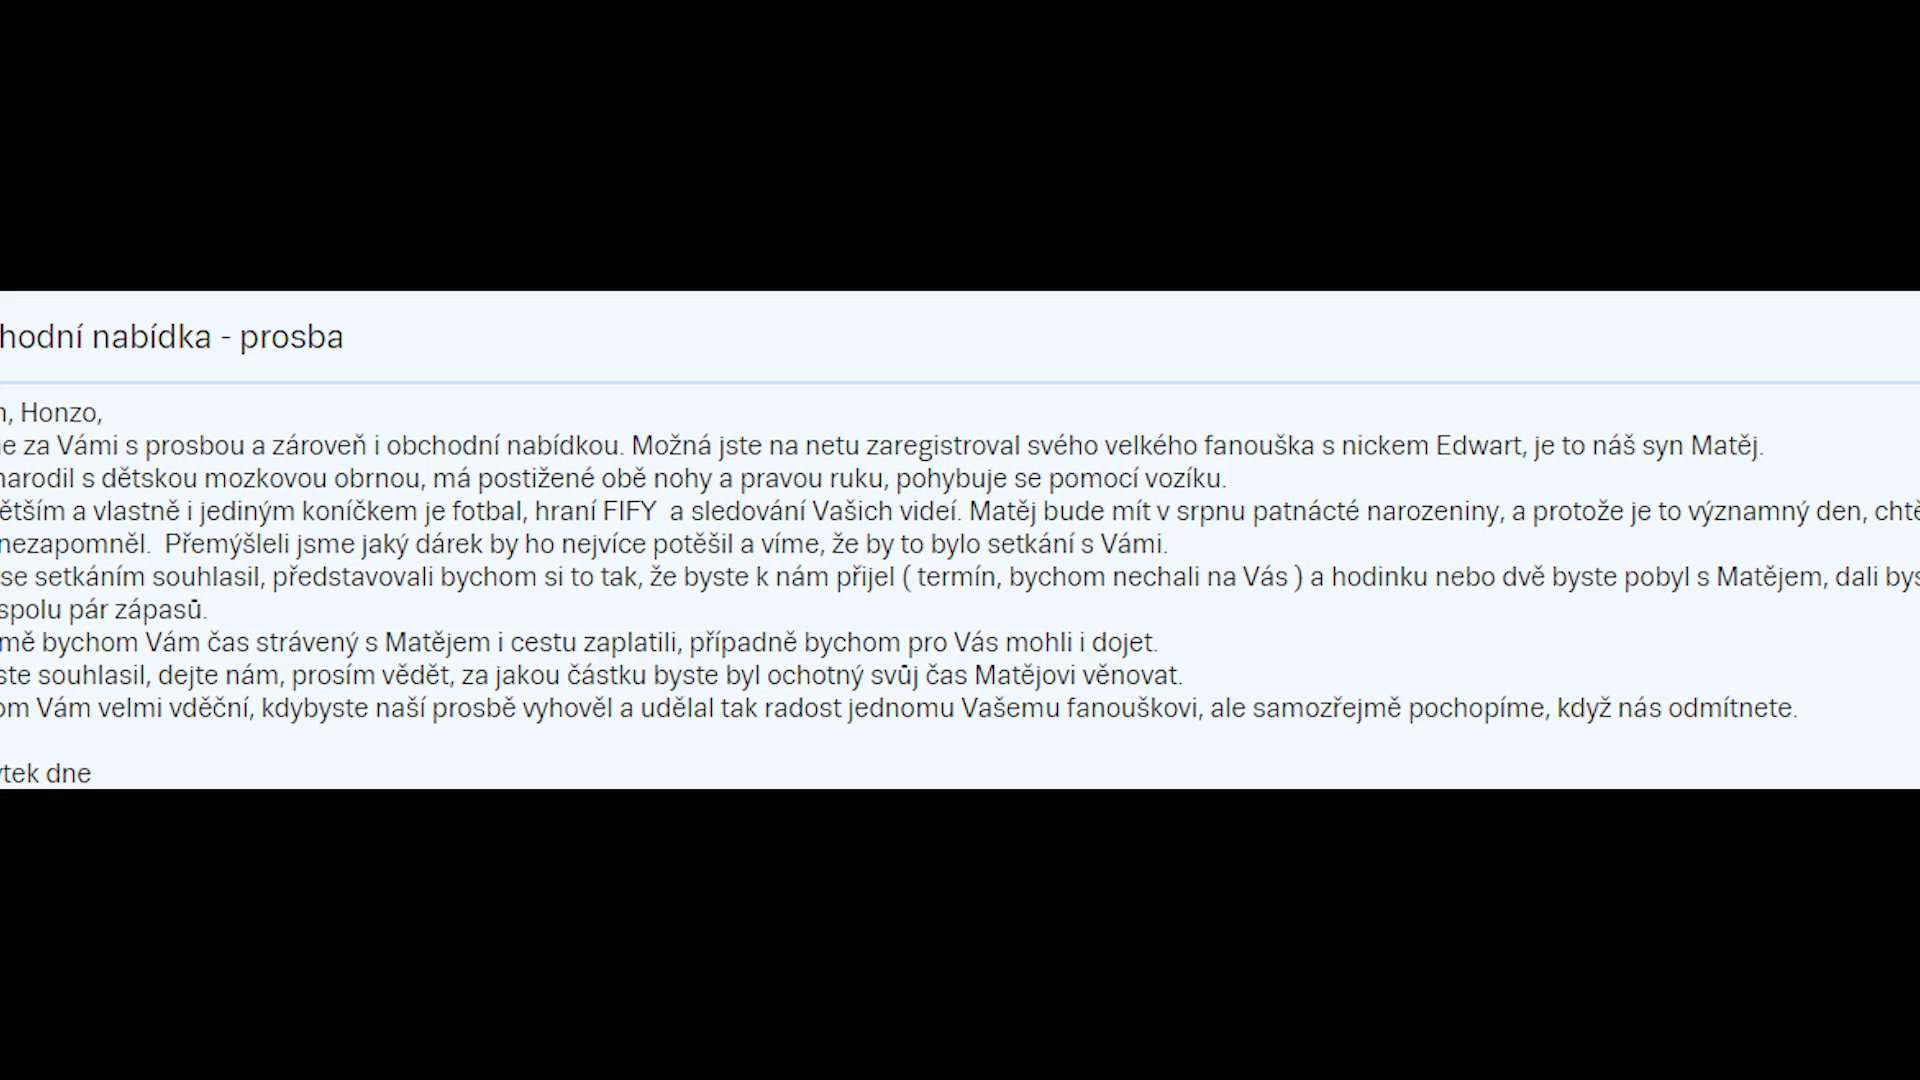 hodní nabídka - prosba
, Honzo,
za Vámi s prosbou a zároveň i obchodní nabídkou. Možná jste na netu zaregistroval svého velkého fanouška s nickem Edwart, je to náš syn Matěj.
narodil s dětskou mozkovou obrnou, má postižené obě nohy a pravou ruku, pohybuje se pomocí vozíku.
ětším a vlastně i jediným koníčkem je fotbal, hraní FIFY a sledování Vašich videí. Matěj bude mít v srpnu patnácté narozeniny, a protože je to významný den, chtě
nezapomněl. Přemýšleli jsme jaký dárek by ho nejvíce potěšil a víme, že by to bylo setkání s Vámi.
se setkáním souhlasil, představovali bychom si to tak, že byste k nám přijel ( termín, bychom nechali na Vás ) a hodinku nebo dvě byste pobyl s Matějem, dali bys
spolu pár zápasů.
mě bychom Vám čas strávený s Matějem i cestu zaplatili, případně bychom pro Vás mohli i dojet.
ste souhlasil, dejte nám, prosím vědět, za jakou částku byste byl ochotný svůj čas Matějovi věnovat.
om Vám velmi vděční, kdybyste naší prosbě vyhověl a udělal tak radost jednomu Vašemu fanouškovi, ale samozřejmě pochopíme, když nás odmítnete.
tek dne